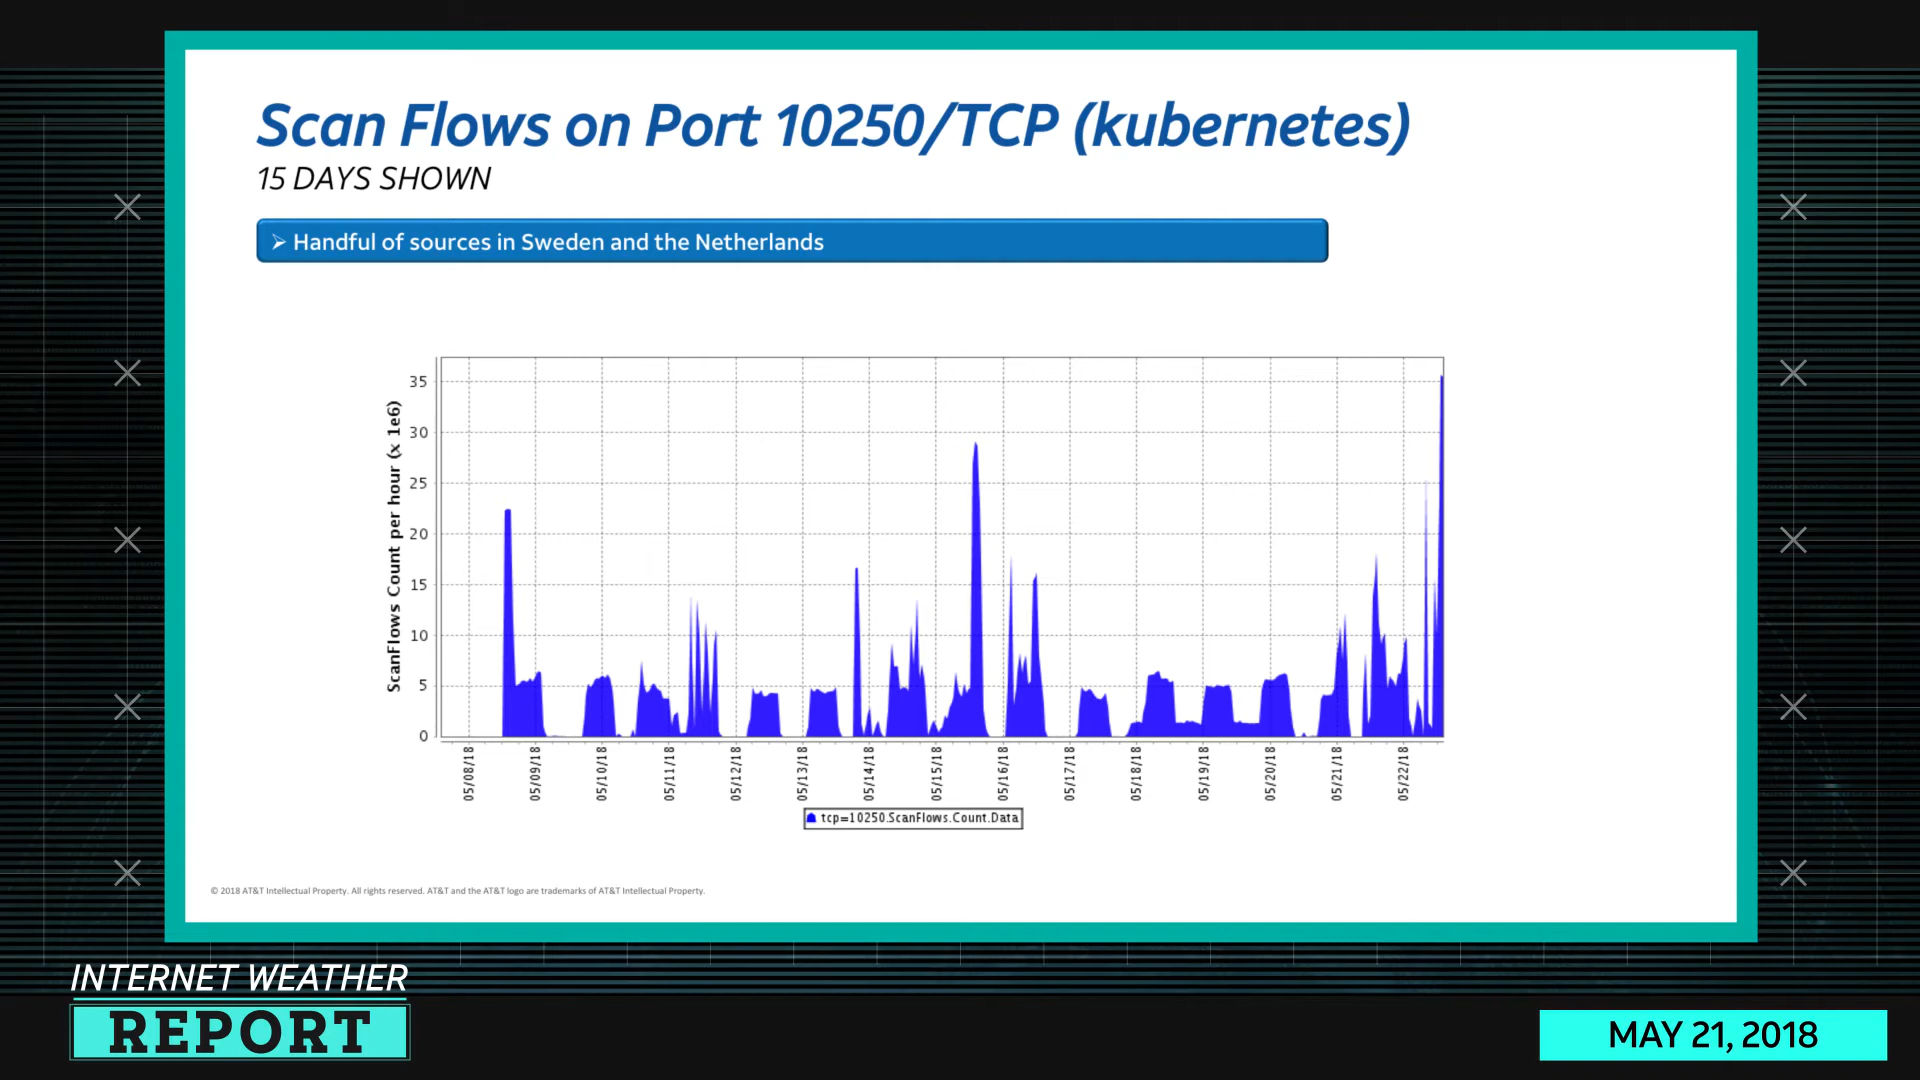 Scan Flows on Port 10250/TCP (kubernetes)
15 DAYS SHOWN
➢ Handful of sources in Sweden and the Netherlands
ScanFlows Count per hour (x 1e6)
35
30
25
20
15
10
5
0
05/08/18
05/09/18
05/10/18
05/11/18
05/12/18
05/13/18
05/14/18
05/15/18
05/16/18
05/17/18
05/18/18
05/19/18
05/20/18
05/21/18
05/22/18
tcp=10250.ScanFlows.Count.Data
© 2018 AT&T Intellectual Property. All rights reserved. AT&T and the AT&T logo are trademarks of AT&T Intellectual Property.
INTERNET WEATHER
REPORT
MAY 21, 2018